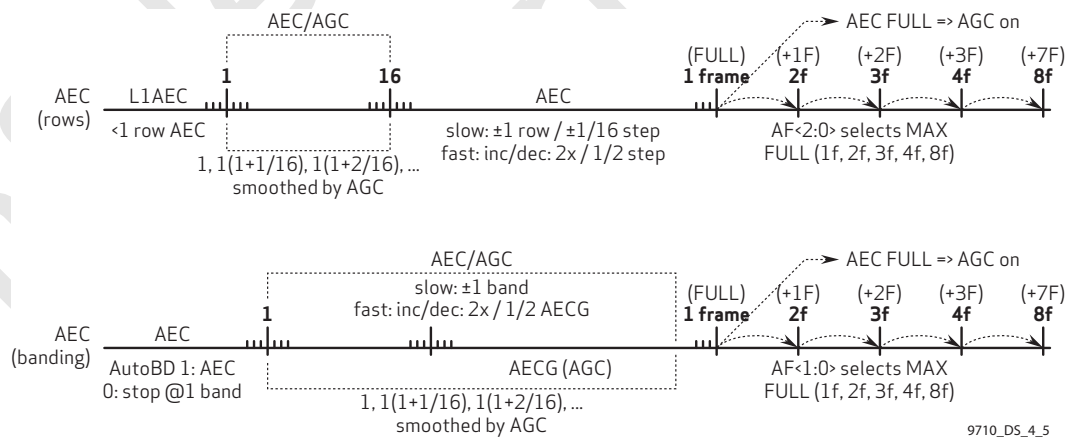 AEC/AGC
AEC FULL => AGC on
(FULL) (+1F) (+2F) (+3F) (+7F)
1 16 1 frame 2f 3f 4f 8f
AEC
(rows)
L1AEC
AEC
<1 row AEC
slow: ±1 row / ±1/16 step
fast: inc/dec: 2x / 1/2 step
AF<2:0> selects MAX
FULL (1f, 2f, 3f, 4f, 8f)
1, 1(1+1/16), 1(1+2/16), ...
smoothed by AGC
AEC/AGC
AEC FULL => AGC on
slow: ±1 band
fast: inc/dec: 2x / 1/2 AECG
(FULL) (+1F) (+2F) (+3F) (+7F)
1 1 frame 2f 3f 4f 8f
AEC
(banding)
AEC
AutoBD 1: AEC
0: stop @1 band
AECG (AGC)
AF<1:0> selects MAX
FULL (1f, 2f, 3f, 4f, 8f)
1, 1(1+1/16), 1(1+2/16), ...
smoothed by AGC
9710_DS_4_5